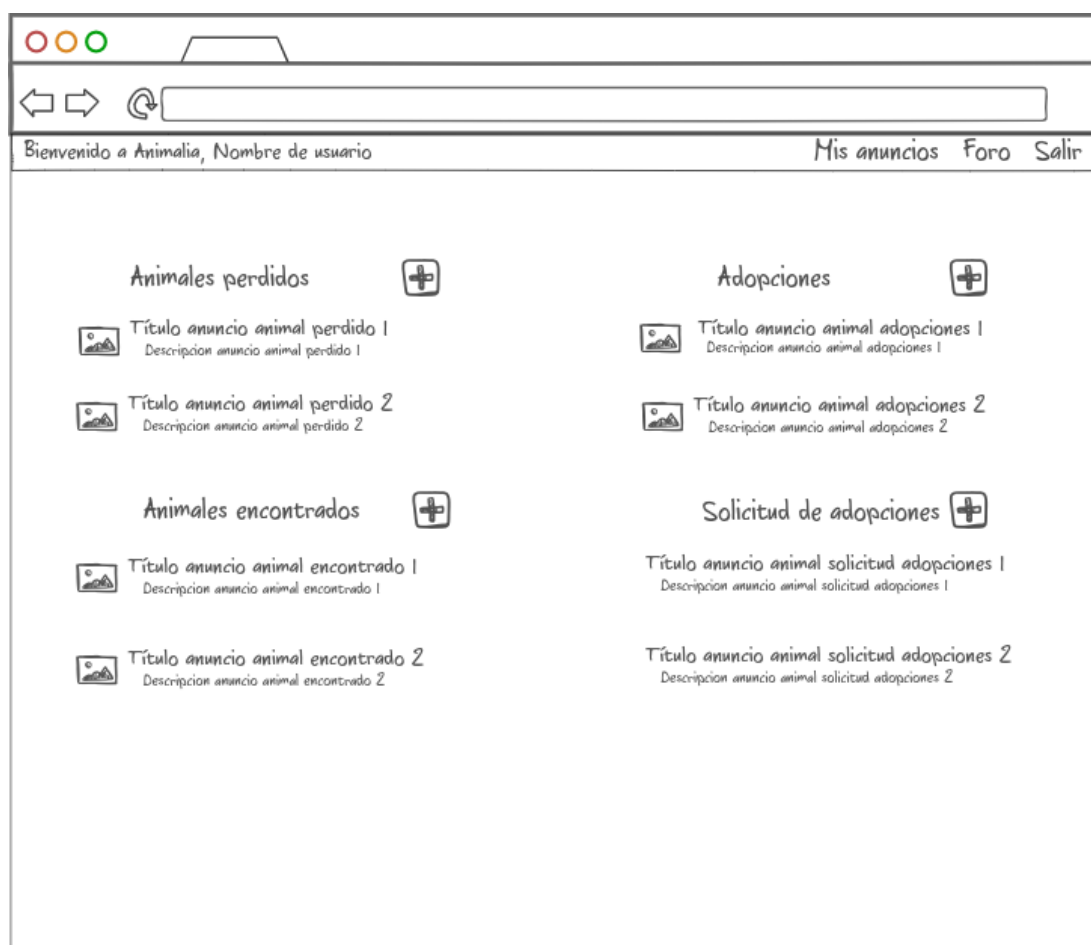 Bienvenido a Animalia, Nombre de usuario
Mis anuncios Foro Salir
Animales perdidos
Título anuncio animal perdido 1
Descripcion anuncio animal perdido 1
Título anuncio animal perdido 2
Descripcion anuncio animal perdido 2
Adopciones
Título anuncio animal adopciones 1
Descripcion anuncio animal adopciones 1
Título anuncio animal adopciones 2
Descripcion anuncio animal adopciones 2
Animales encontrados
Título anuncio animal encontrado 1
Descripcion anuncio animal encontrado 1
Título anuncio animal encontrado 2
Descripcion anuncio animal encontrado 2
Solicitud de adopciones
Título anuncio animal solicitud adopciones 1
Descripcion anuncio animal solicitud adopciones 1
Título anuncio animal solicitud adopciones 2
Descripcion anuncio animal solicitud adopciones 2